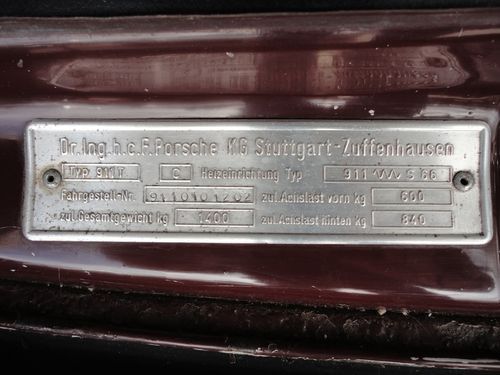 Dr. Ing. h.c. F. Porsche KG Stuttgart-Zuffenhausen
Typ 911 T C Heizeinrichtung Typ 911 S 66
Fahrgestell-Nr. 9110101202 zul. Achslast vorn kg 600
zul. Gesamtgewicht kg 1400 zul. Achslast hinten kg 840